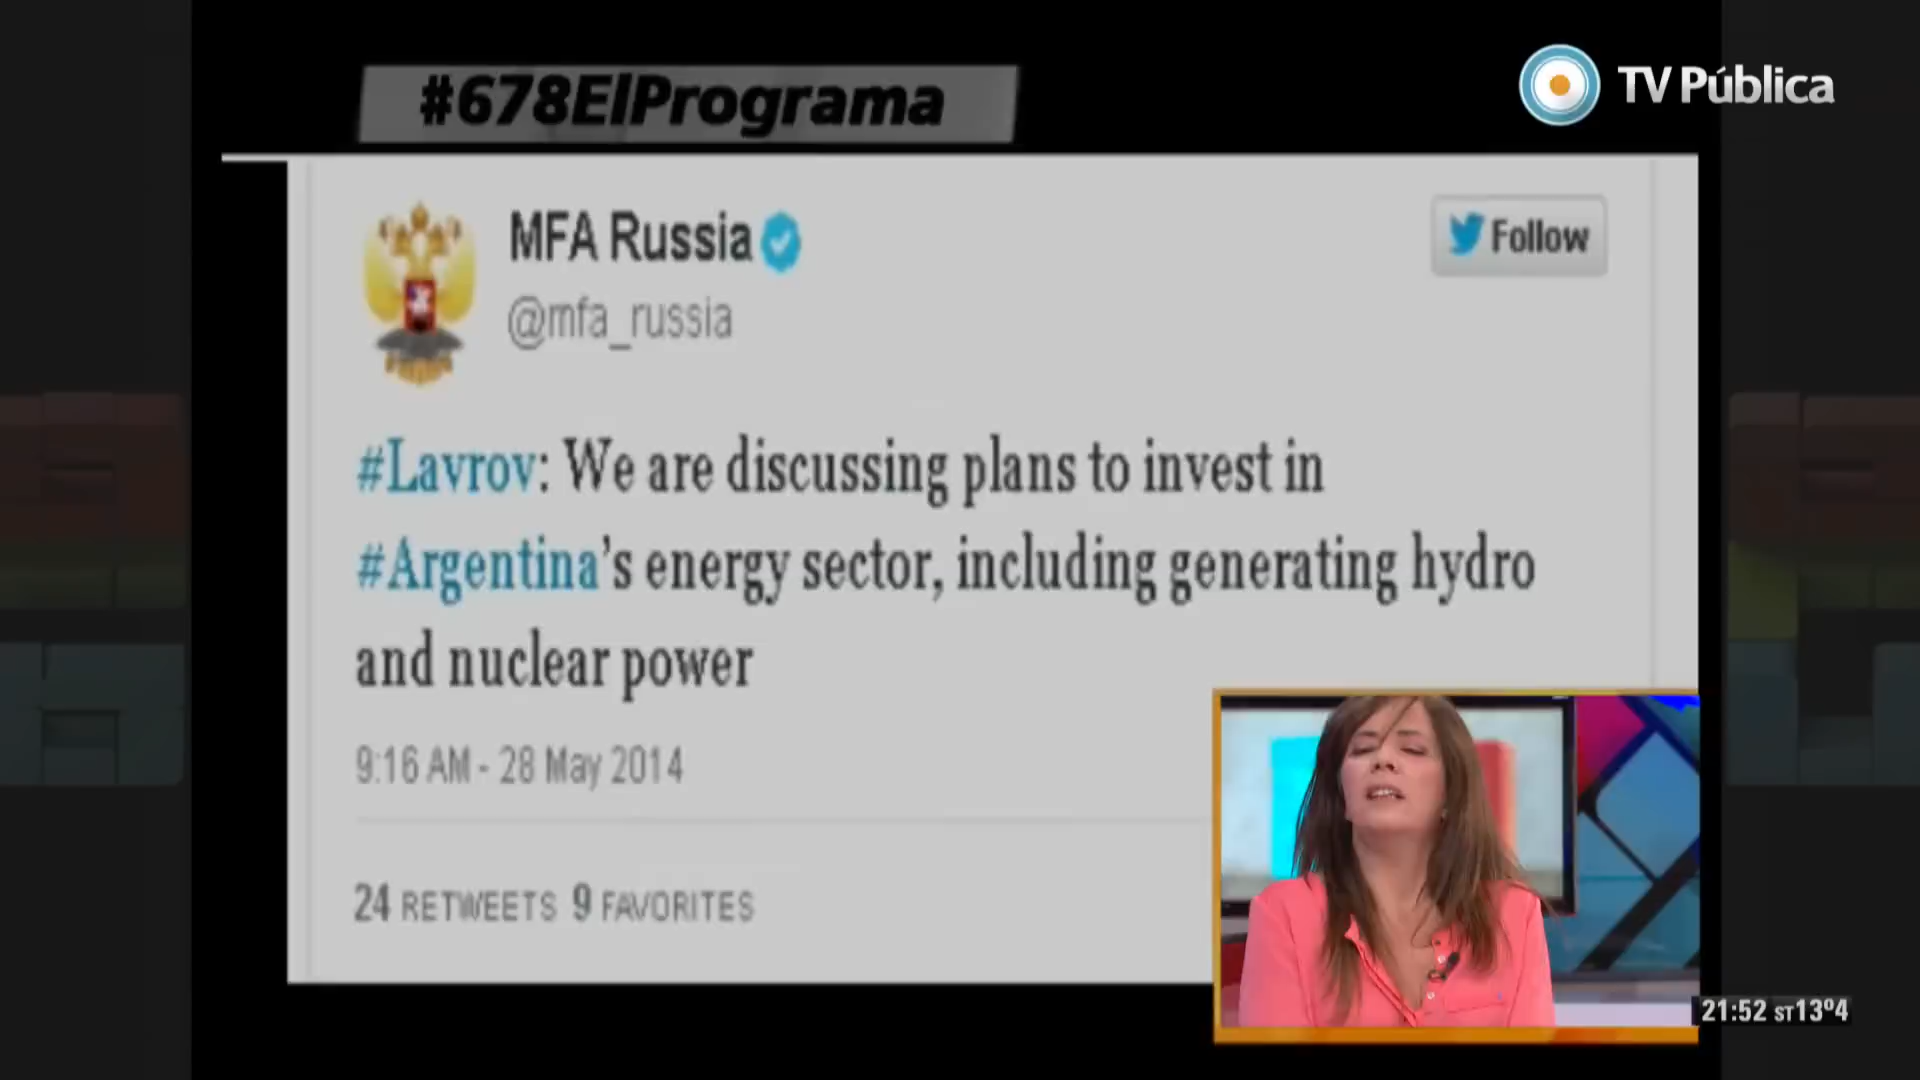 #678ElPrograma
TV Pública
MFA Russia
Follow
@mfa_russia
#Lavrov: We are discussing plans to invest in
#Argentina’s energy sector, including generating hydro
and nuclear power
9:16 AM - 28 May 2014
24 RETWEETS 9 FAVORITES
21:52 ST13º4